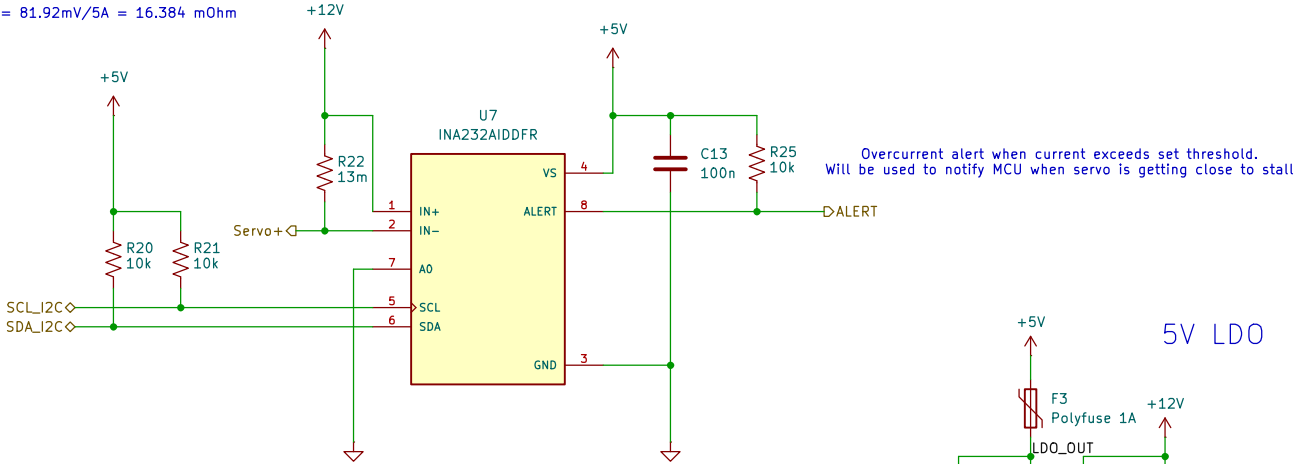 = 81.92mV/5A = 16.384 mOhm
+12V
+5V
+5V
U7
INA232AIDDFR
R22
13m
C13
100n
R25
10k
Overcurrent alert when current exceeds set threshold.
Will be used to notify MCU when servo is getting close to stall
4
VS
1
IN+
ALERT
8
ALERT
Servo+
2
IN-
R20
10k
R21
10k
7
A0
SCL_I2C
5
SCL
SDA_I2C
6
SDA
GND
3
+5V
5V LDO
F3
Polyfuse 1A
+12V
LDO_OUT